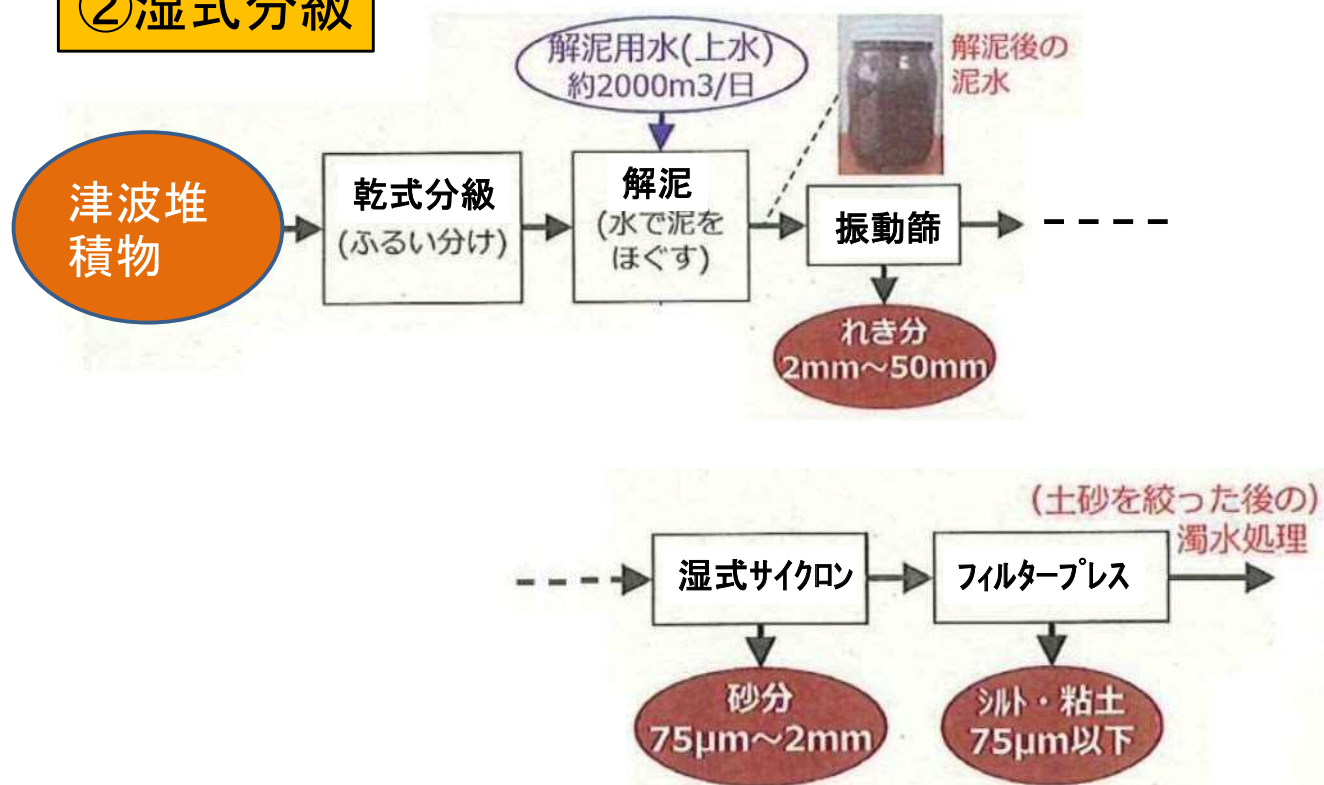 ②湿式分級
解泥用水(上水)
約2000m3/日
解泥後の
泥水
津波堆
積物
乾式分級
(ふるい分け)
解泥
(水で泥を
ほぐす)
振動篩
れき分
2mm～50mm
(土砂を絞った後の)
濁水処理
湿式サイクロン
フィルタープレス
砂分
75μm～2mm
シルト・粘土
75μm以下